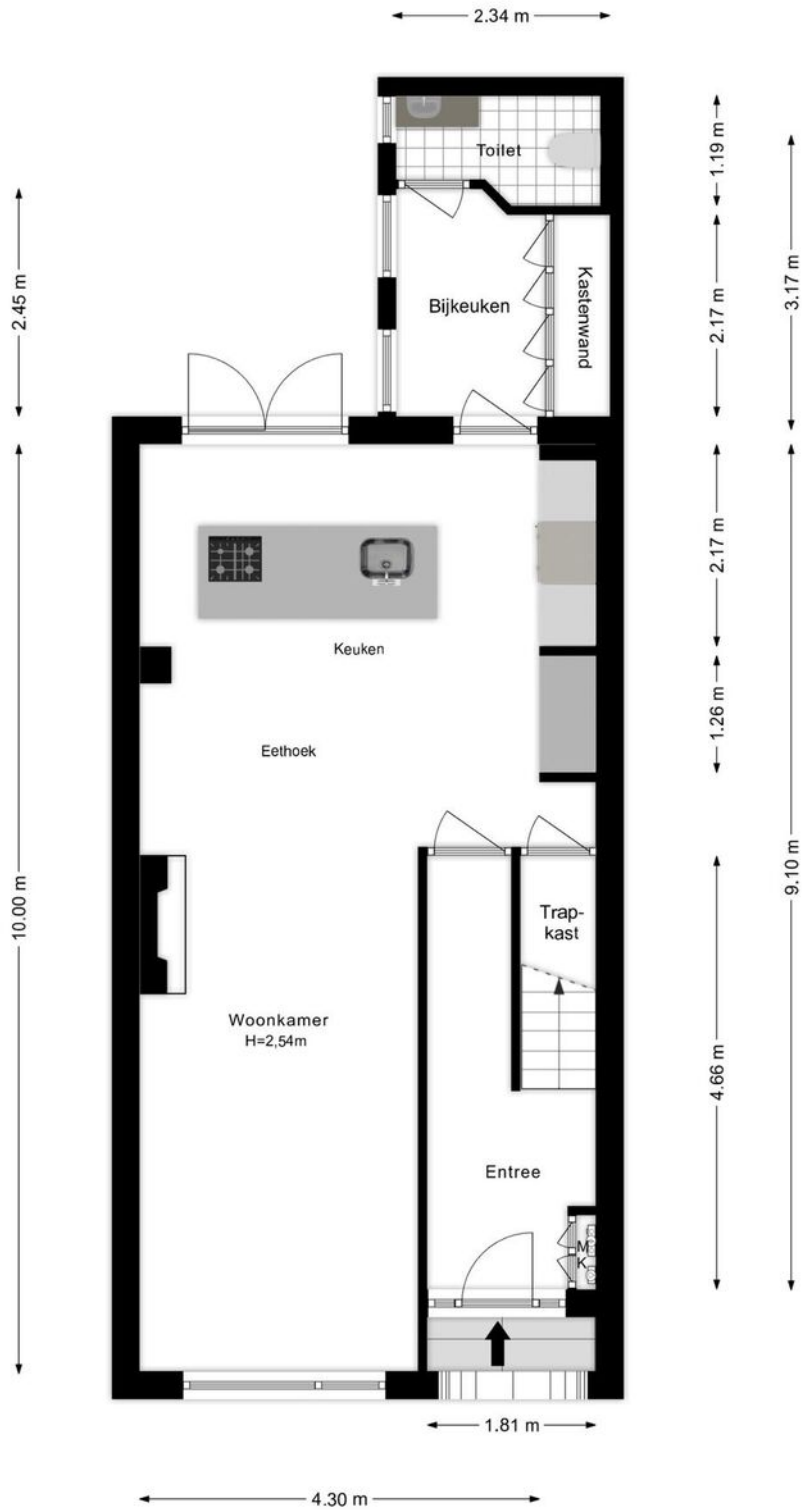 2.34 m
Toilet
1.19 m
2.45 m
3.17 m
Bijkeuken
Kastenwand
2.17 m
2.17 m
Keuken
1.26 m
Eethoek
10.00 m
9.10 m
Trap-
kast
Woonkamer
H=2,54m
4.66 m
Entree
M
K
1.81 m
4.30 m